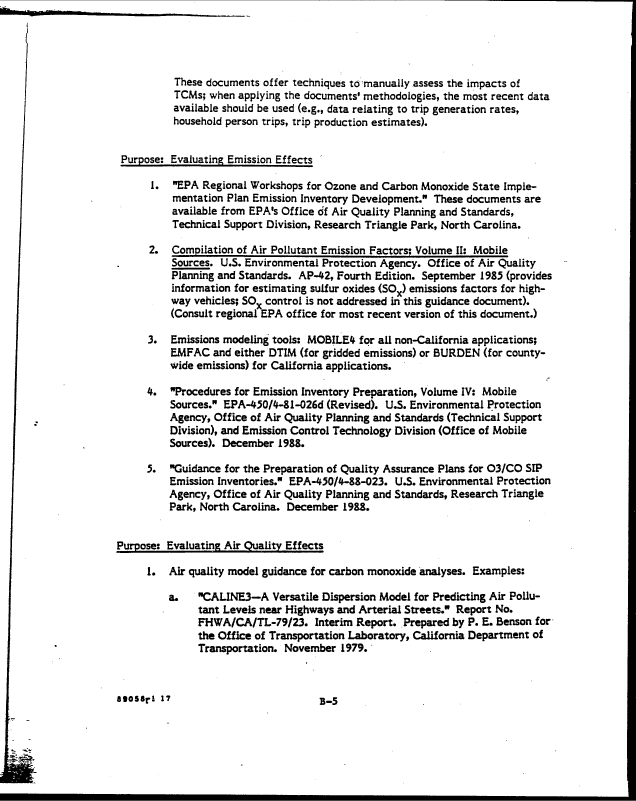 These documents offer techniques to manually assess the impacts of
TCMs; when applying the documents' methodologies, the most recent data
available should be used (e.g., data relating to trip generation rates,
household person trips, trip production estimates).
Purpose: Evaluating Emission Effects
1. "EPA Regional Workshops for Ozone and Carbon Monoxide State Imple-
mentation Plan Emission Inventory Development." These documents are
available from EPA's Office of Air Quality Planning and Standards,
Technical Support Division, Research Triangle Park, North Carolina.
2. Compilation of Air Pollutant Emission Factors; Volume II: Mobile
Sources. U.S. Environmental Protection Agency. Office of Air Quality
Planning and Standards. AP-42, Fourth Edition. September 1985 (provides
information for estimating sulfur oxides (SOx) emissions factors for high-
way vehicles; SOx control is not addressed in this guidance document).
(Consult regional EPA office for most recent version of this document.)
3. Emissions modeling tools: MOBILE4 for all non-California applications;
EMFAC and either DTIM (for gridded emissions) or BURDEN (for county-
wide emissions) for California applications.
4. "Procedures for Emission Inventory Preparation, Volume IV: Mobile
Sources." EPA-450/4-81-026d (Revised). U.S. Environmental Protection
Agency, Office of Air Quality Planning and Standards (Technical Support
Division), and Emission Control Technology Division (Office of Mobile
Sources). December 1988.
5. "Guidance for the Preparation of Quality Assurance Plans for O3/CO SIP
Emission Inventories." EPA-450/4-88-023. U.S. Environmental Protection
Agency, Office of Air Quality Planning and Standards, Research Triangle
Park, North Carolina. December 1988.
Purpose: Evaluating Air Quality Effects
1. Air quality model guidance for carbon monoxide analyses. Examples:
a. "CALINE3—A Versatile Dispersion Model for Predicting Air Pollu-
tant Levels near Highways and Arterial Streets." Report No.
FHWA/CA/TL-79/23. Interim Report. Prepared by P. E. Benson for
the Office of Transportation Laboratory, California Department of
Transportation. November 1979.
89058ri 17
B-5